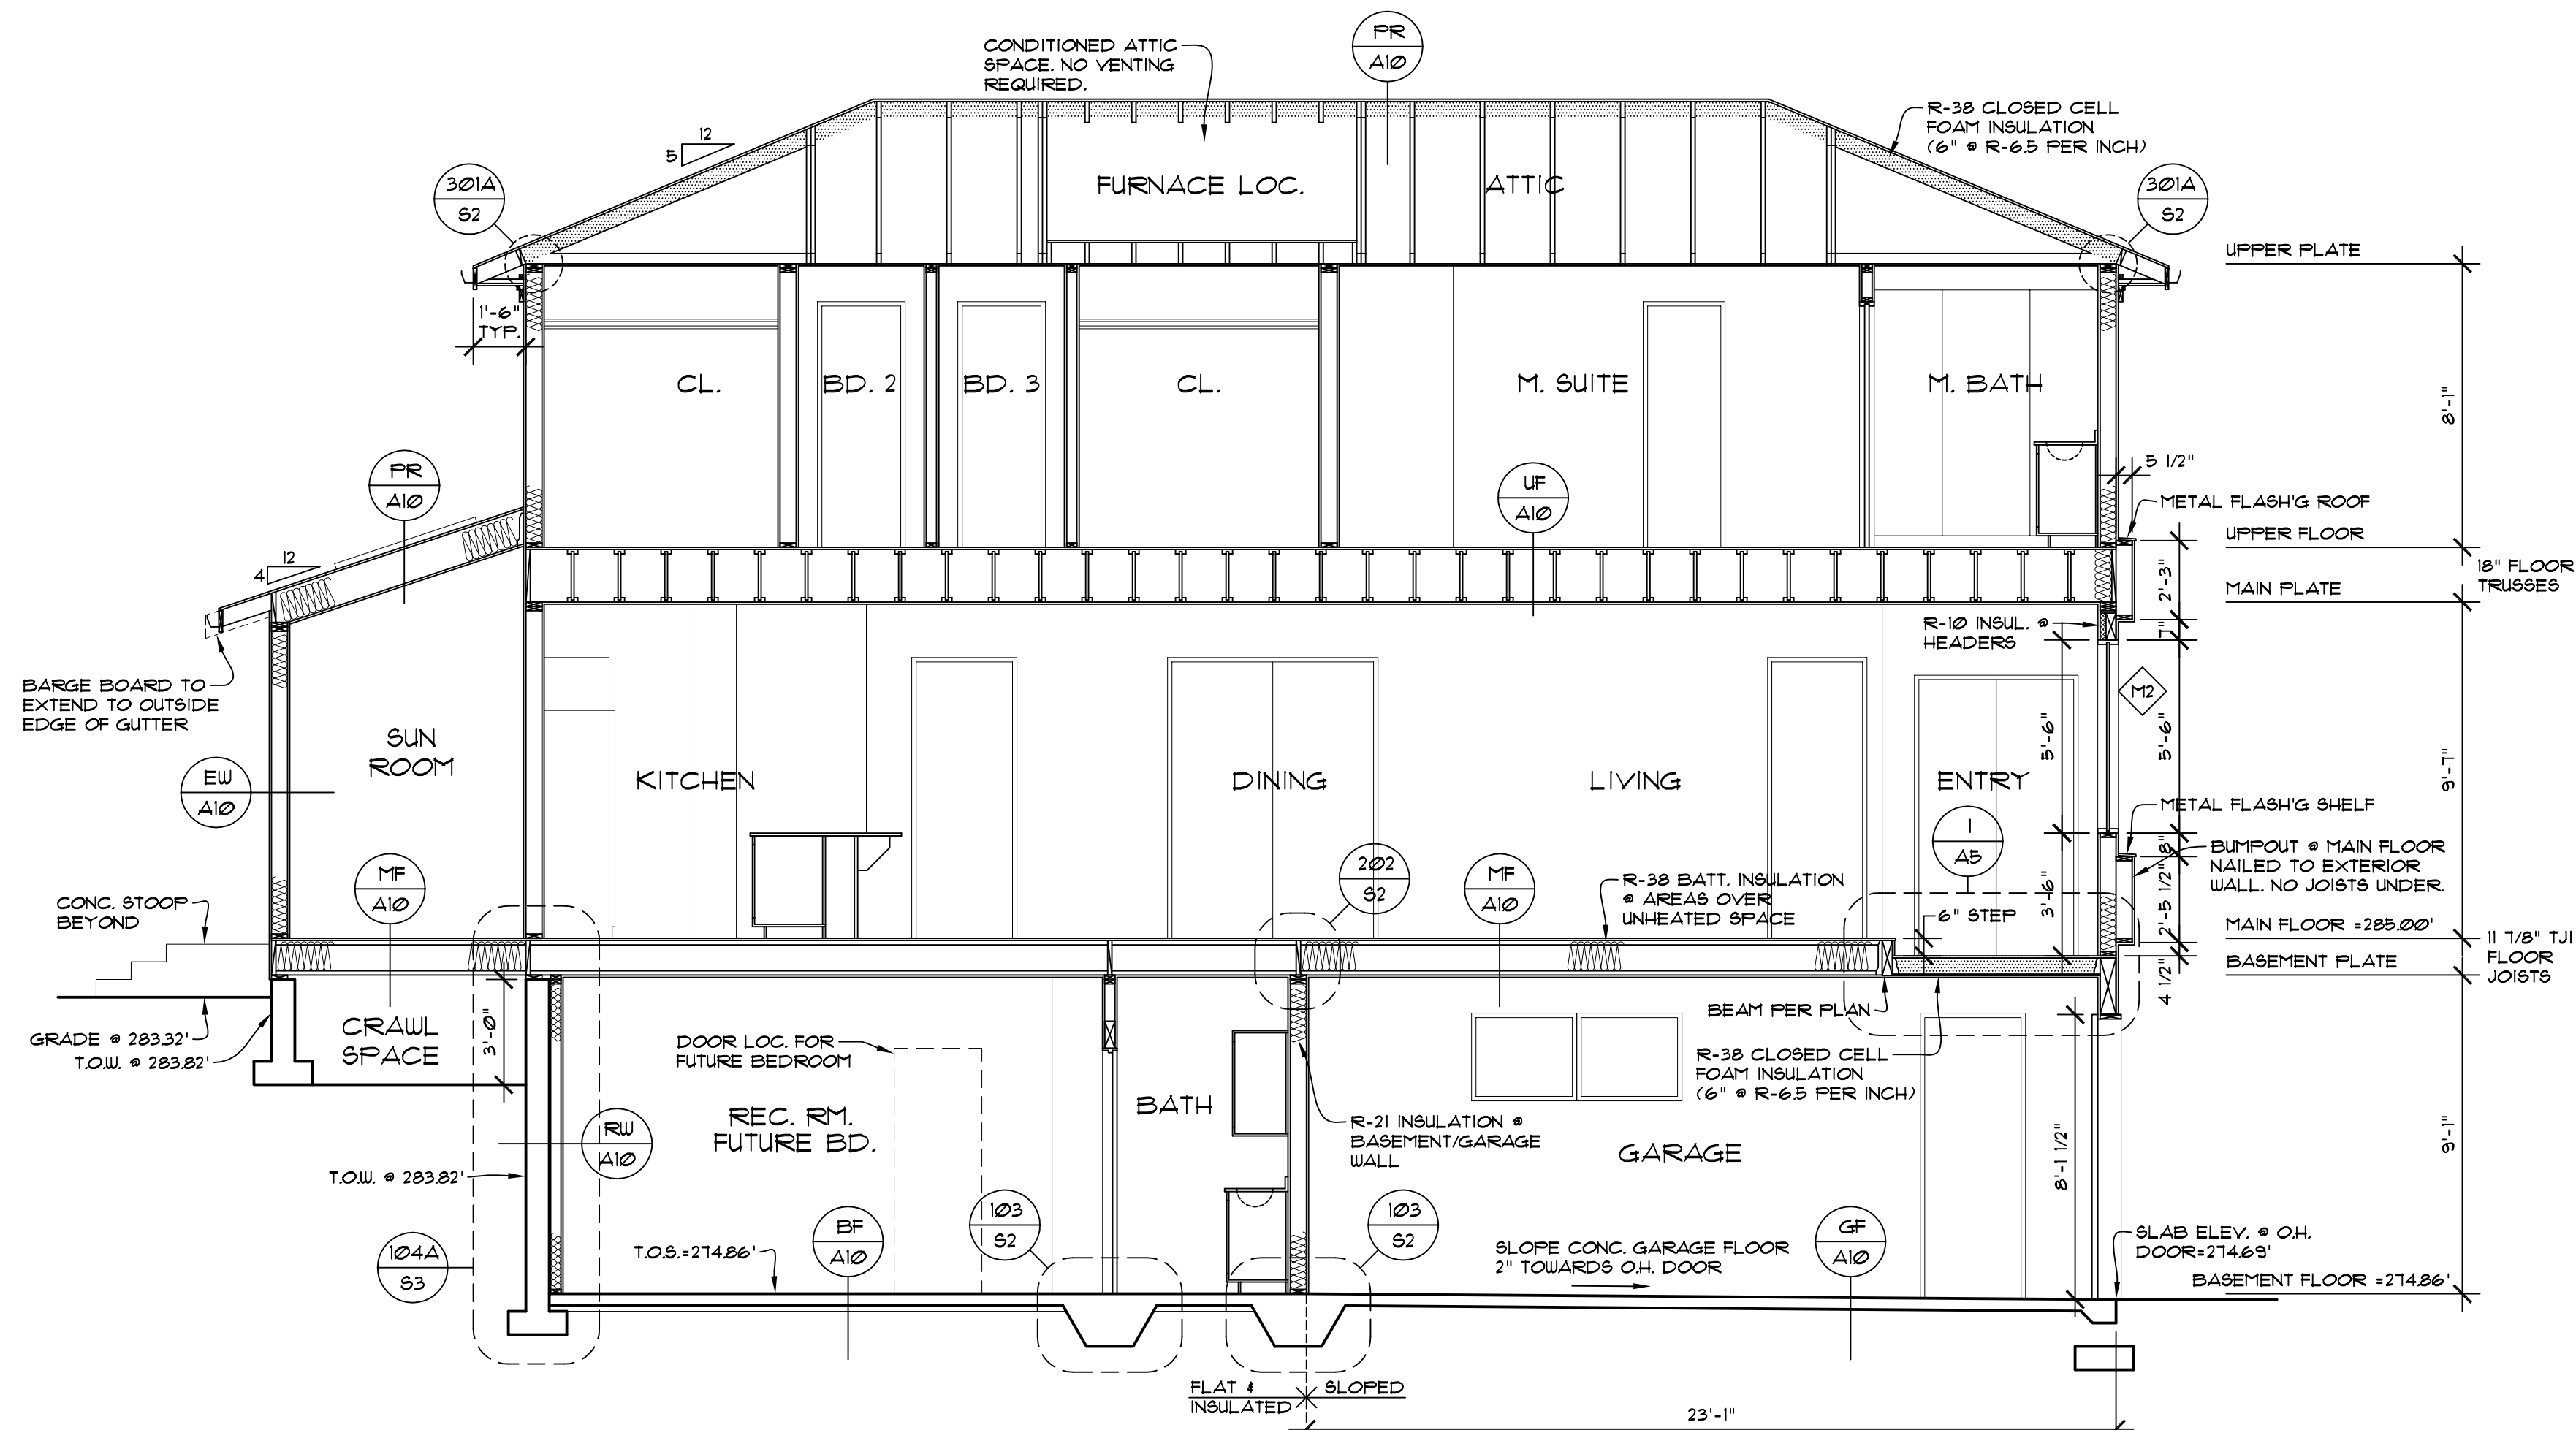 CONDITIONED ATTIC
SPACE. NO VENTING
REQUIRED.
PR
A10
R-38 CLOSED CELL
FOAM INSULATION
(6" @ R-6.5 PER INCH)
12
5
301A
S2
FURNACE LOC.
ATTIC
301A
S2
UPPER PLATE
1'-6"
TYP.
CL.
BD. 2
BD. 3
CL.
M. SUITE
M. BATH
8'-1"
PR
A10
UF
A10
5 1/2"
METAL FLASH'G ROOF
UPPER FLOOR
18" FLOOR
TRUSSES
12
4
2'-3"
MAIN PLATE
R-10 INSUL. @
HEADERS
7"
BARGE BOARD TO
EXTEND TO OUTSIDE
EDGE OF GUTTER
M2
SUN
ROOM
5'-6"
5'-6"
EW
A10
KITCHEN
DINING
LIVING
ENTRY
9'-7"
METAL FLASH'G SHELF
1
A5
8"
BUMPOUT @ MAIN FLOOR
NAILED TO EXTERIOR
WALL. NO JOISTS UNDER.
MF
A10
202
S2
MF
A10
R-38 BATT. INSULATION
@ AREAS OVER
UNHEATED SPACE
3'-6"
2'-5 1/2"
CONC. STOOP
BEYOND
6" STEP
MAIN FLOOR =285.00'
11 7/8" TJI
FLOOR
JOISTS
BASEMENT PLATE
4 1/2"
GRADE @ 283.32'
T.O.W. @ 283.82'
CRAWL
SPACE
3'-0"
BEAM PER PLAN
DOOR LOC. FOR
FUTURE BEDROOM
R-38 CLOSED CELL
FOAM INSULATION
(6" @ R-6.5 PER INCH)
REC. RM.
FUTURE BD.
BATH
R-21 INSULATION @
BASEMENT/GARAGE
WALL
GARAGE
8'-1 1/2"
9'-1"
RW
A10
T.O.W. @ 283.82'
104A
S3
T.O.S.=274.86'
BF
A10
103
S2
103
S2
SLOPE CONC. GARAGE FLOOR
2" TOWARDS O.H. DOOR
GF
A10
SLAB ELEV. @ O.H.
DOOR=274.69'
BASEMENT FLOOR =274.86'
FLAT &
INSULATED
SLOPED
23'-1"